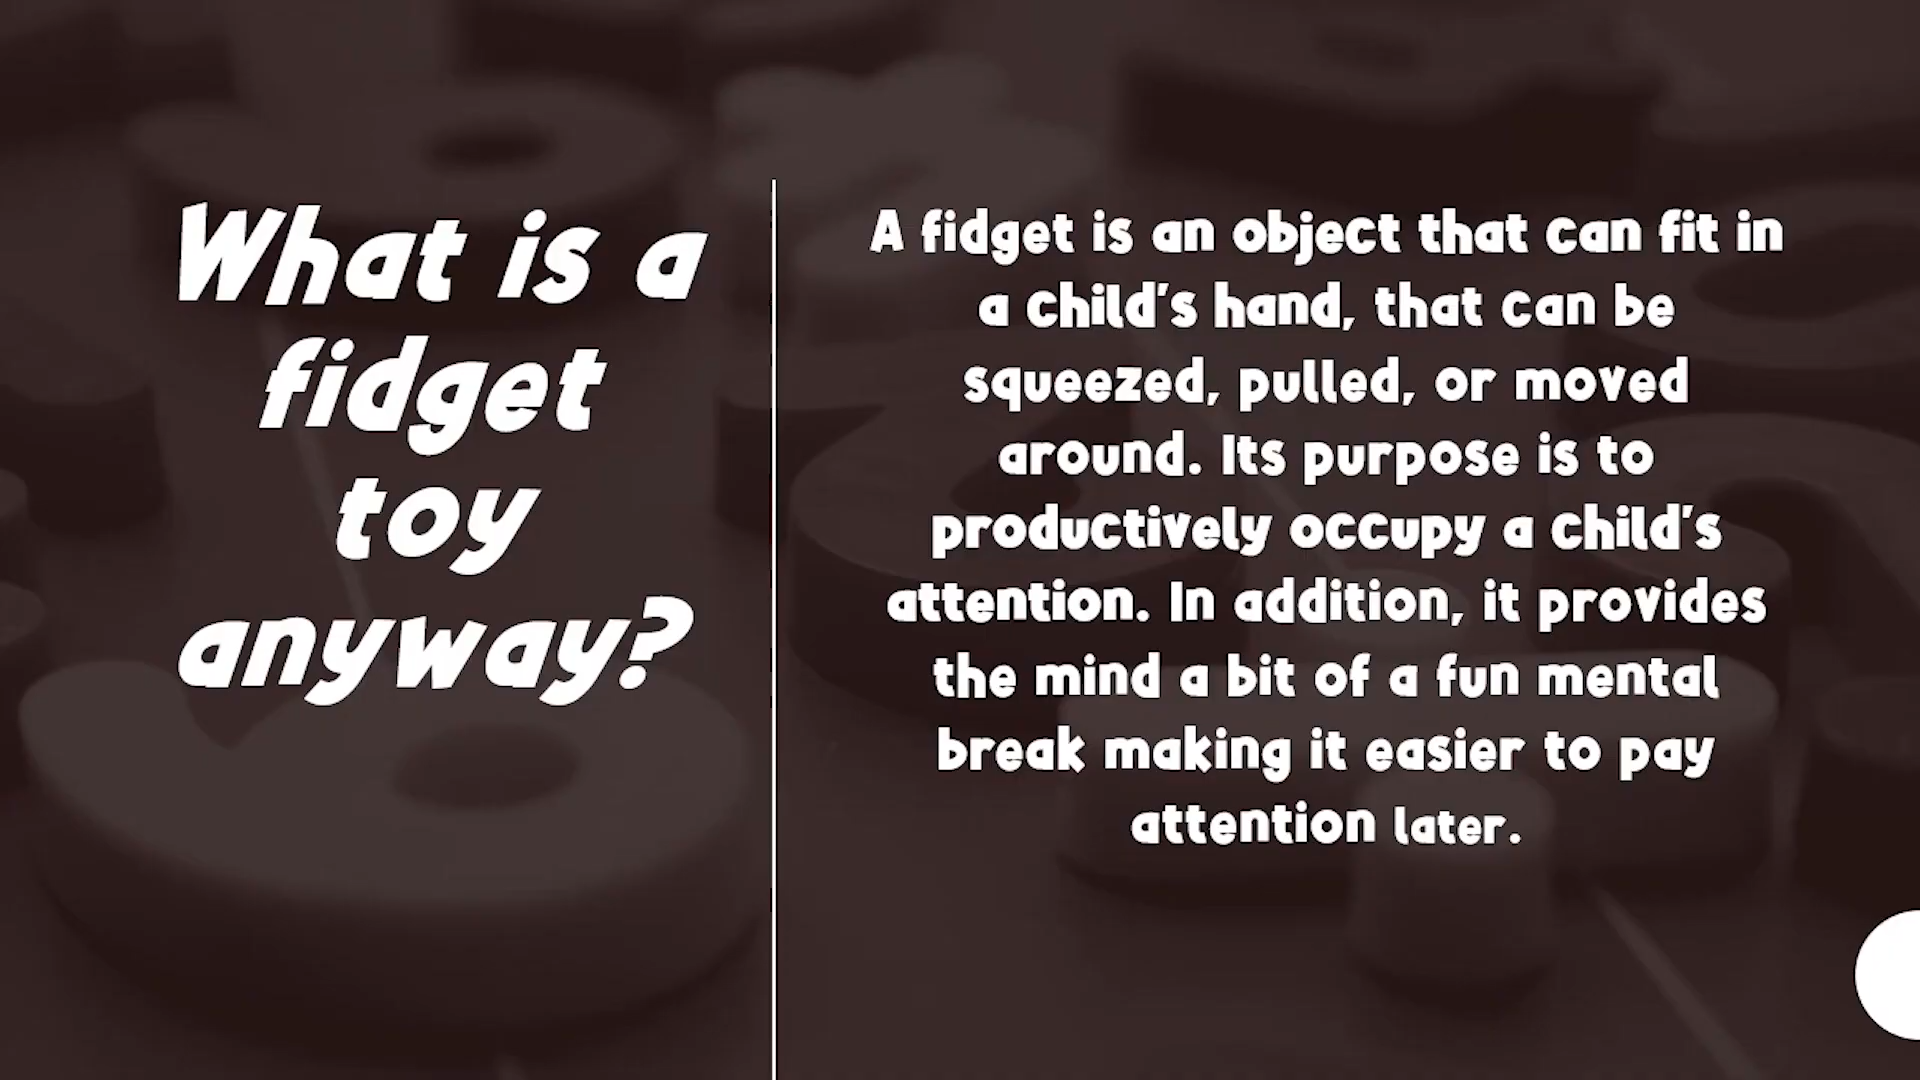 What is a
fidget
toy
anyway?
A fidget is an object that can fit in
a child's hand, that can be
squeezed, pulled, or moved
around. Its purpose is to
productively occupy a child's
attention. In addition, it provides
the mind a bit of a fun mental
break making it easier to pay
attention later.